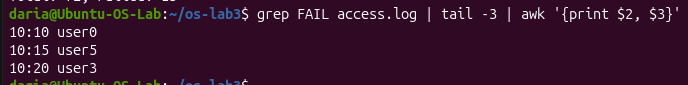 daria@Ubuntu-OS-Lab:~/os-lab3$ grep FAIL access.log | tail -3 | awk '{print $2, $3}'
10:10 user0
10:15 user5
10:20 user3
daria@Ubuntu-OS-Lab:~/os-lab3$